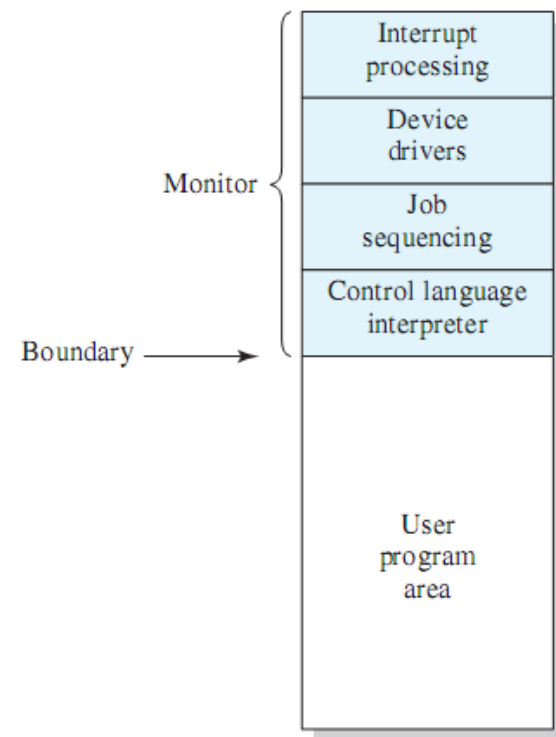 Interrupt
processing
Device
drivers
Monitor
Job
sequencing
Control language
interpreter
Boundary
User
program
area